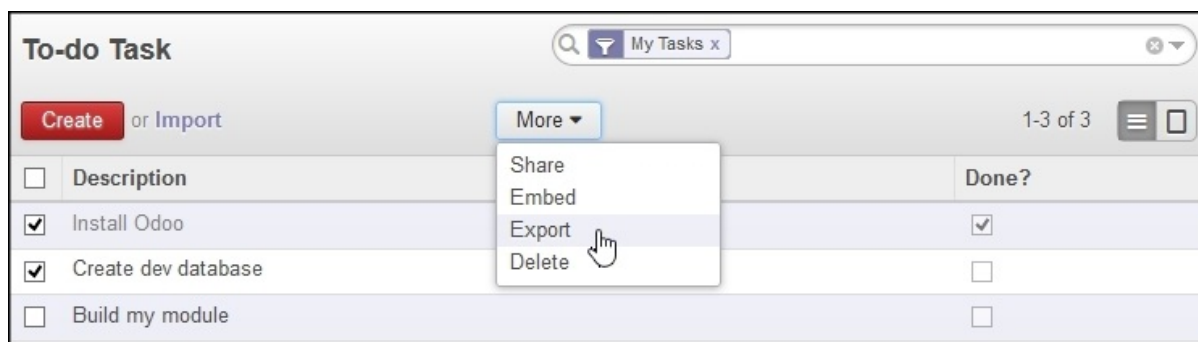 To-do Task
My Tasks x
Create or Import
More
1-3 of 3
Share
Embed
Export
Delete
Description
Done?
Install Odoo
Create dev database
Build my module